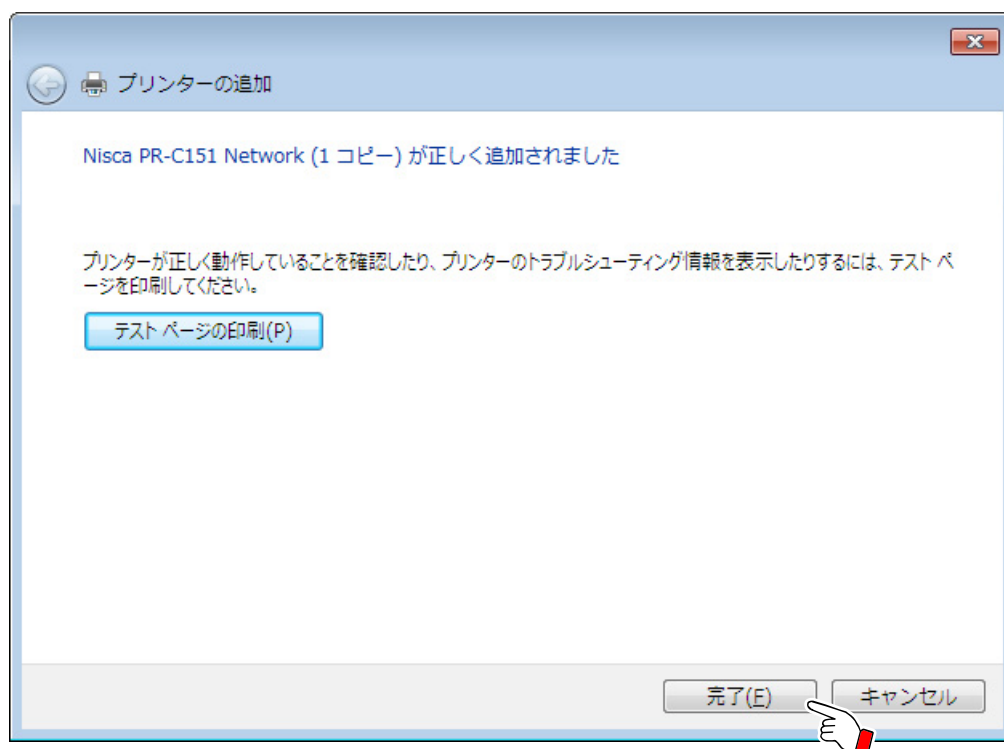 プリンターの追加
Nisca PR-C151 Network (1 コピー) が正しく追加されました
プリンターが正しく動作していることを確認したり、プリンターのトラブルシューティング情報を表示したりするには、テスト ペ
ージを印刷してください。
テスト ページの印刷(P)
完了(F)
キャンセル